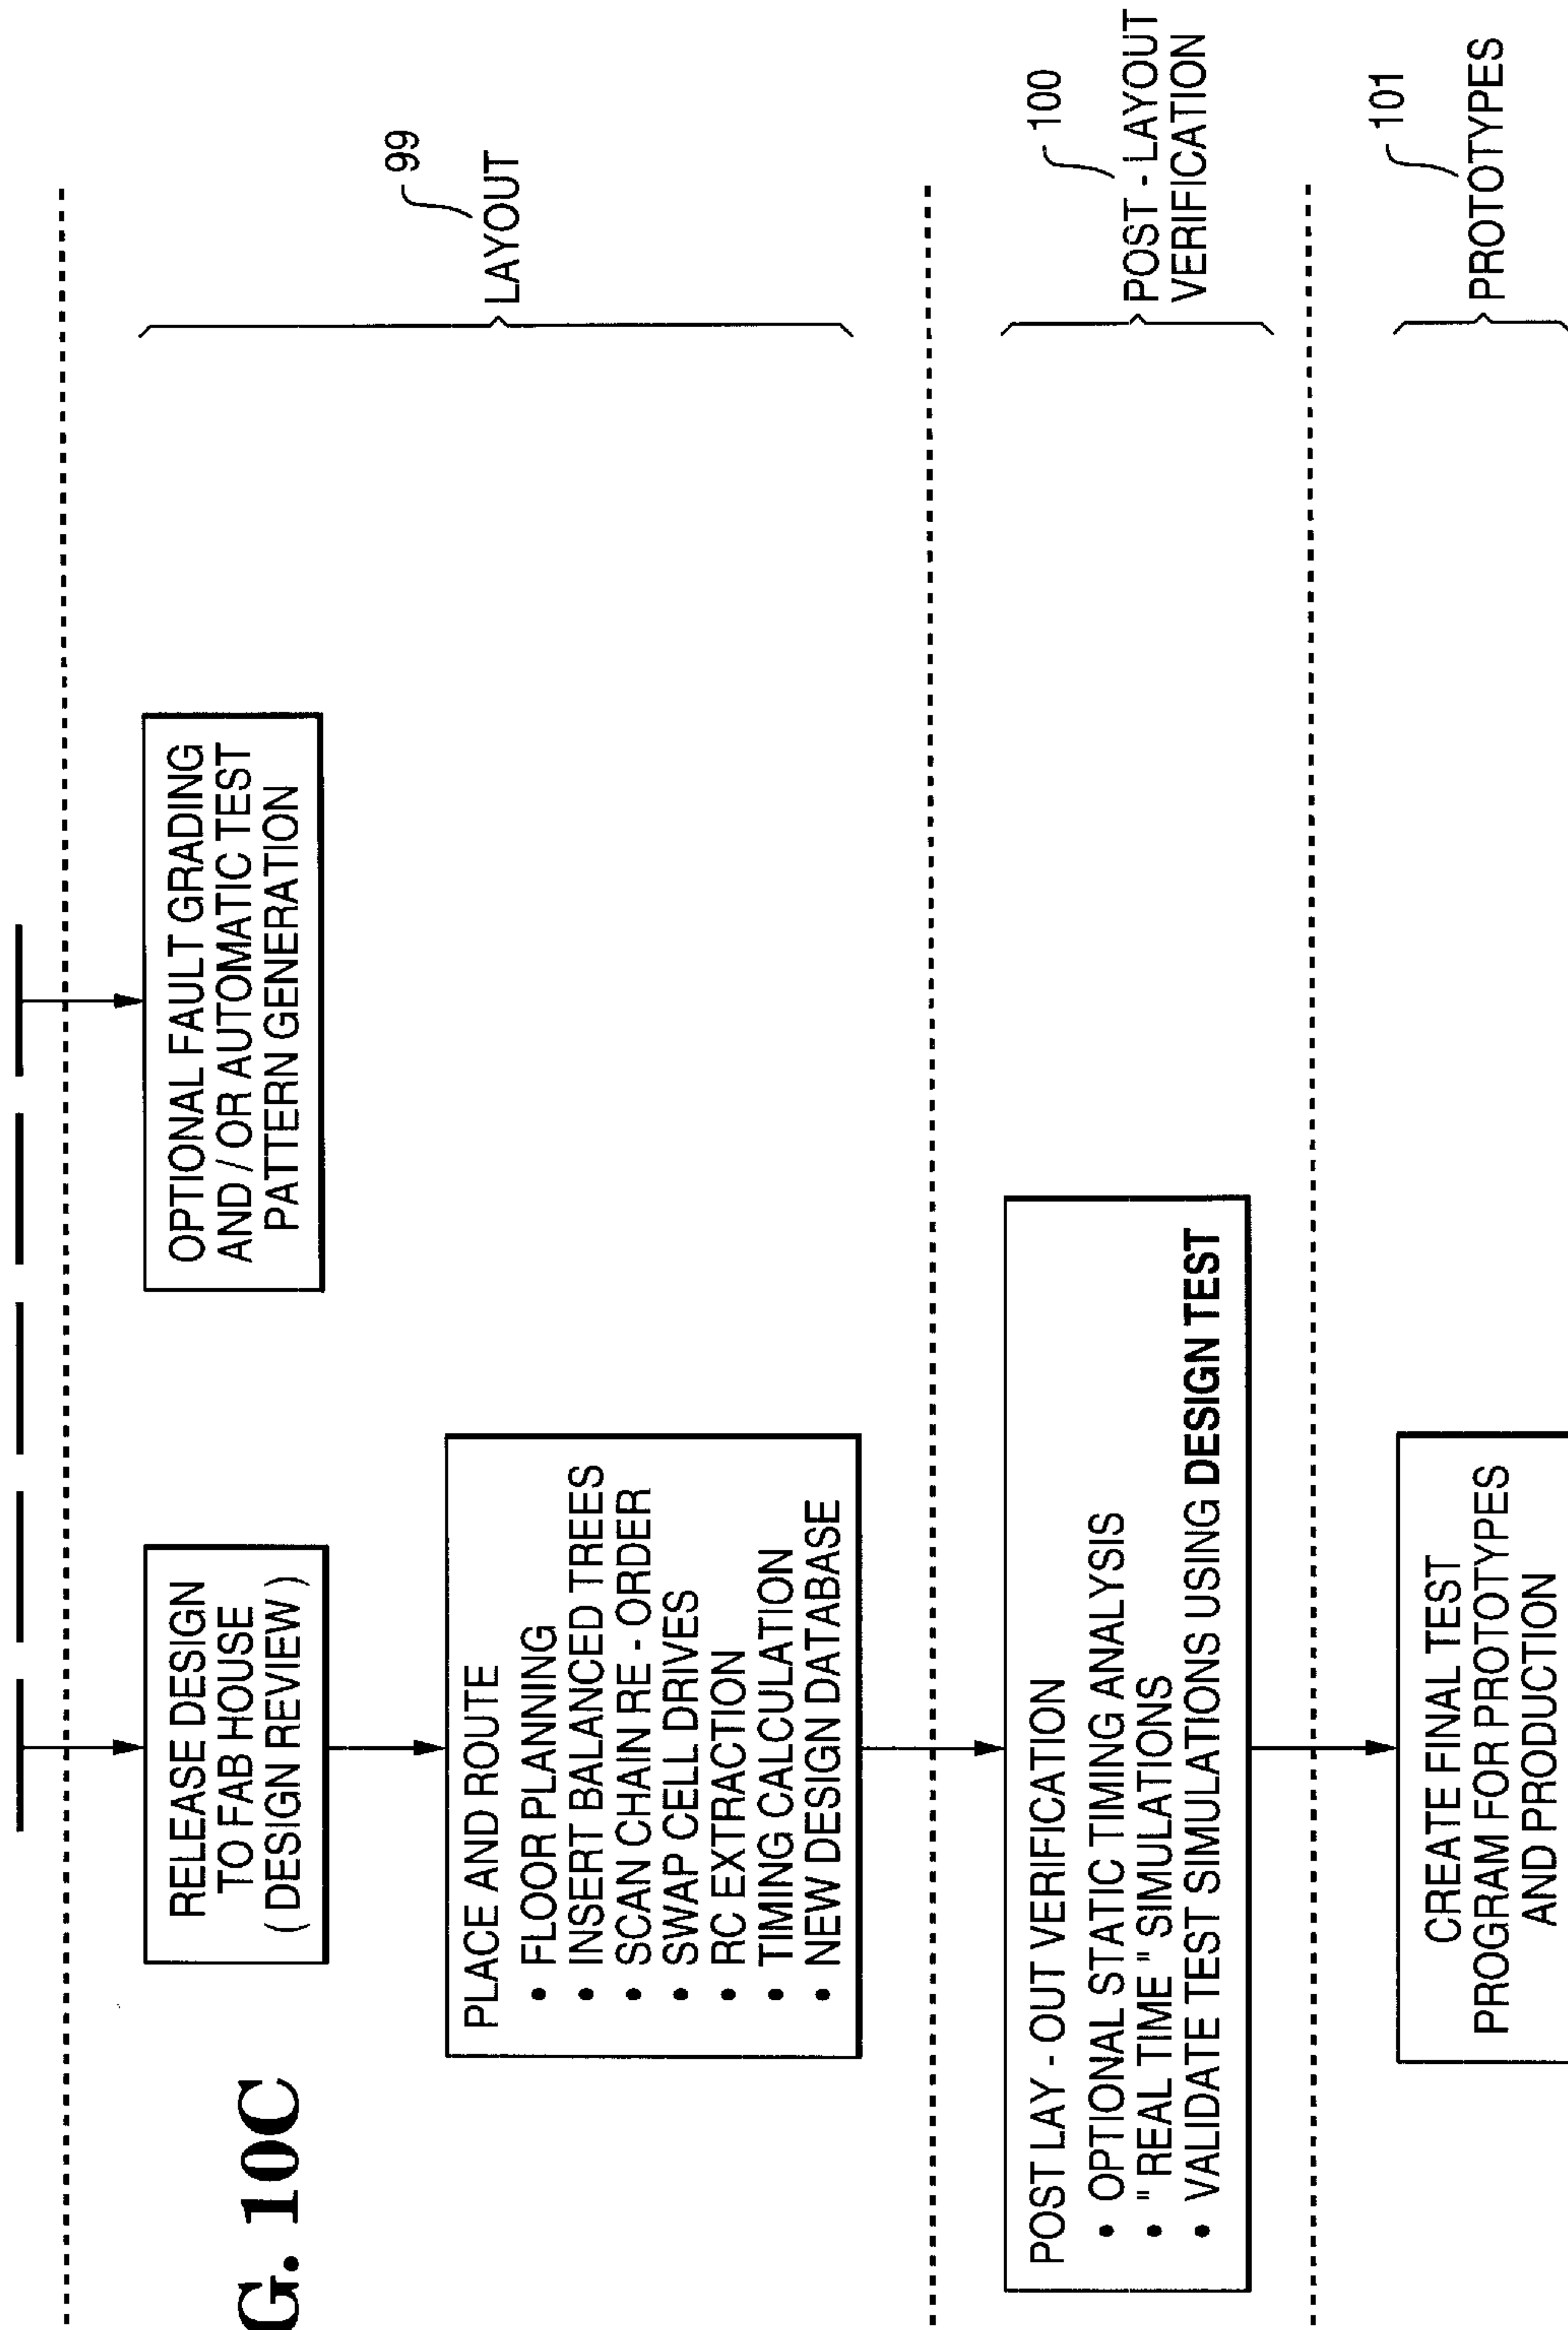 G. 10C
RELEASE DESIGN
TO FAB HOUSE
( DESIGN REVIEW )
OPTIONAL FAULT GRADING
AND / OR AUTOMATIC TEST
PATTERN GENERATION
99
LAYOUT
PLACE AND ROUTE
• FLOOR PLANNING
• INSERT BALANCED TREES
• SCAN CHAIN RE - ORDER
• SWAP CELL DRIVES
• RC EXTRACTION
• TIMING CALCULATION
• NEW DESIGN DATABASE
POST LAY - OUT VERIFICATION
• OPTIONAL STATIC TIMING ANALYSIS
• " REAL TIME " SIMULATIONS
• VALIDATE TEST SIMULATIONS USING DESIGN TEST
100
POST - LAYOUT
VERIFICATION
CREATE FINAL TEST
PROGRAM FOR PROTOTYPES
AND PRODUCTION
101
PROTOTYPES